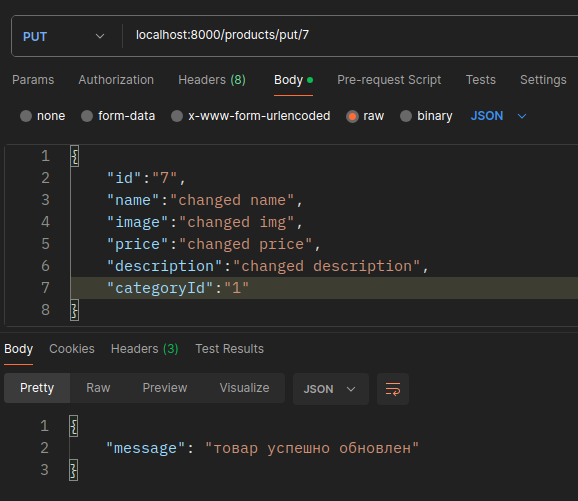 PUT localhost:8000/products/put/7
Params Authorization Headers (8) Body Pre-request Script Tests Settings
none form-data x-www-form-urlencoded raw binary JSON
1 {
2 "id":"7",
3 "name":"changed name",
4 "image":"changed img",
5 "price":"changed price",
6 "description":"changed description",
7 "categoryId":"1"
8 }
Body Cookies Headers (3) Test Results
Pretty Raw Preview Visualize JSON
1 {
2 "message": "товар успешно обновлен"
3 }